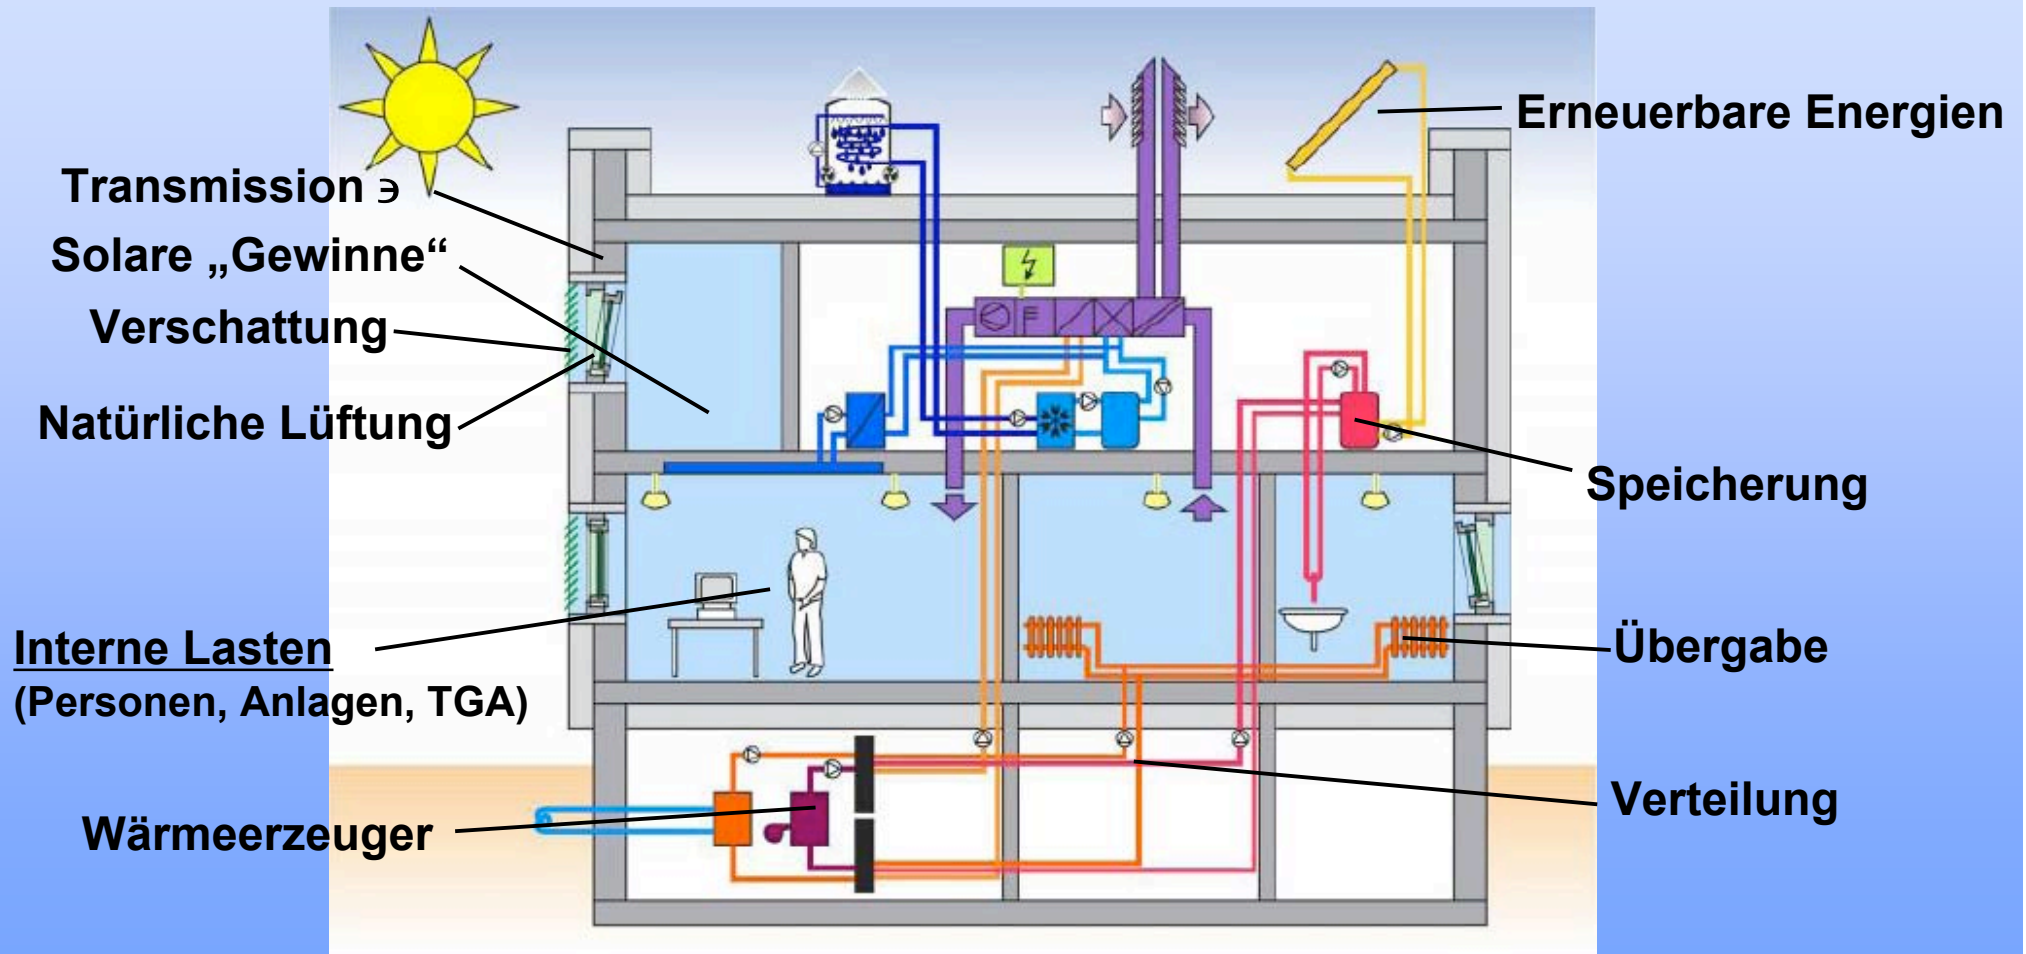 Transmission ϶
Solare „Gewinne“
Verschattung
Natürliche Lüftung
Interne Lasten
(Personen, Anlagen, TGA)
Wärmeerzeuger
Erneuerbare Energien
Speicherung
Übergabe
Verteilung